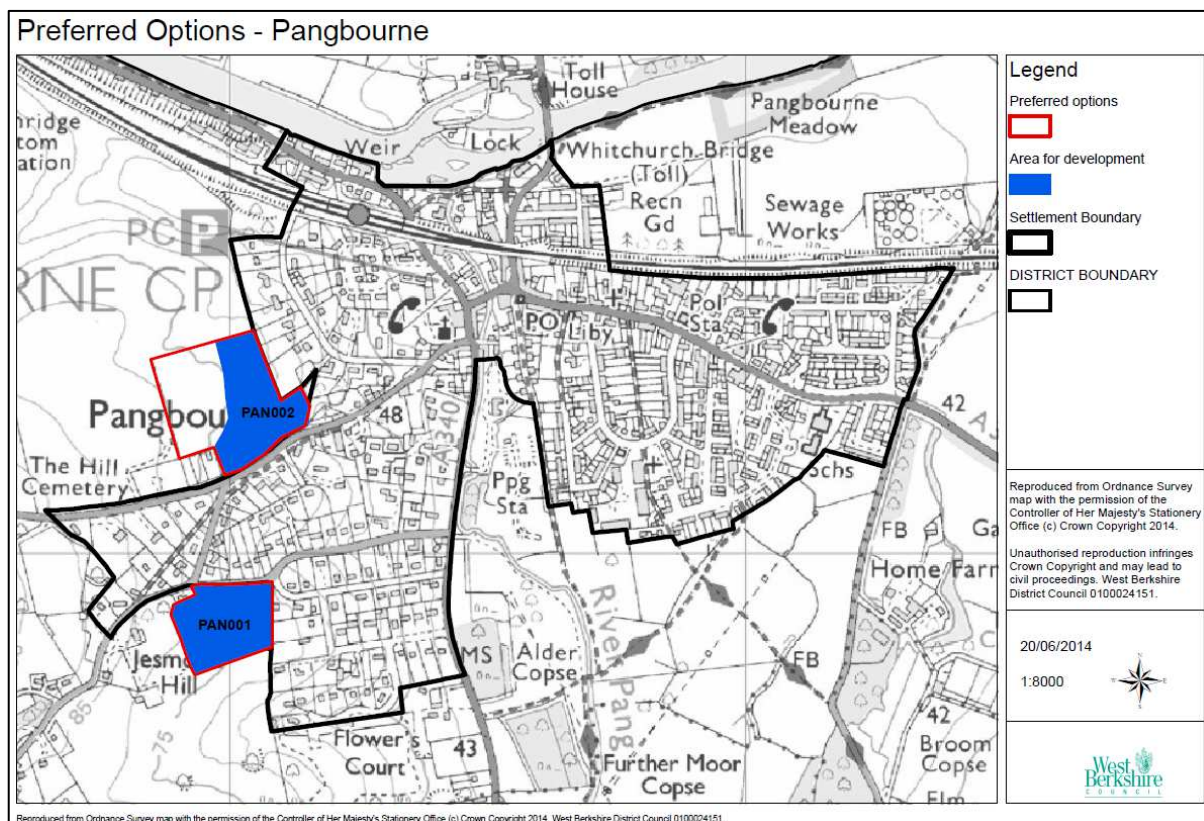 Preferred Options - Pangbourne
Toll
House
Pangbourne
Meadow
Weir
Lock
Whitchurch Bridge
(Toll)
Recn
Gd
Sewage
Works
PC P
RNE CP
Pol
Sta
PO
Liby
PAN002
48
A340
42
The Hill
Cemetery
Ppg
Sta
Schs
FB
Home Farm
PAN001
River Pang
MS
Alder
Copse
FB
85
75
Flower's
Court
43
Further Moor
Copse
42
Broom
Copse
Legend
Preferred options
Area for development
Settlement Boundary
DISTRICT BOUNDARY
Reproduced from Ordnance Survey
map with the permission of the
Controller of Her Majesty's Stationery
Office (c) Crown Copyright 2014.
Unauthorised reproduction infringes
Crown Copyright and may lead to
civil proceedings. West Berkshire
District Council 0100024151.
20/06/2014
1:8000
N
E
S
W
West
Berkshire
COUNCIL
Reproduced from Ordnance Survey map with the permission of the Controller of Her Majesty's Stationery Office (c) Crown Copyright 2014. West Berkshire District Council 0100024151